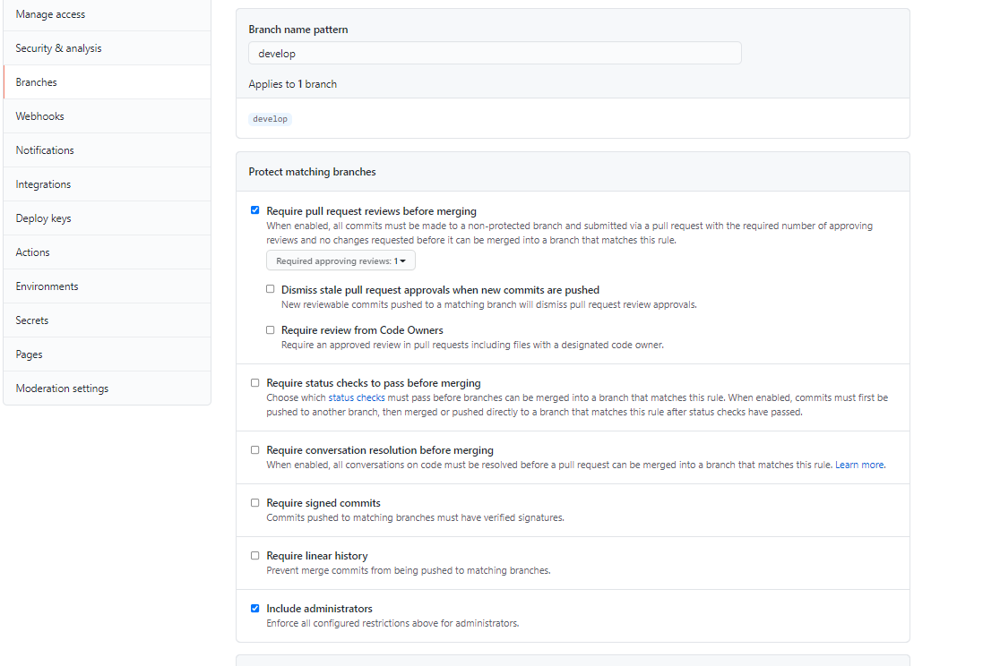 Manage access
Security & analysis
Branches
Webhooks
Notifications
Integrations
Deploy keys
Actions
Environments
Secrets
Pages
Moderation settings
Branch name pattern
develop
Applies to 1 branch
develop
Protect matching branches
Require pull request reviews before merging
When enabled, all commits must be made to a non-protected branch and submitted via a pull request with the required number of approving
reviews and no changes requested before it can be merged into a branch that matches this rule.
Required approving reviews: 1
Dismiss stale pull request approvals when new commits are pushed
New reviewable commits pushed to a matching branch will dismiss pull request review approvals.
Require review from Code Owners
Require an approved review in pull requests including files with a designated code owner.
Require status checks to pass before merging
Choose which status checks must pass before branches can be merged into a branch that matches this rule. When enabled, commits must first be
pushed to another branch, then merged or pushed directly to a branch that matches this rule after status checks have passed.
Require conversation resolution before merging
When enabled, all conversations on code must be resolved before a pull request can be merged into a branch that matches this rule. Learn more.
Require signed commits
Commits pushed to matching branches must have verified signatures.
Require linear history
Prevent merge commits from being pushed to matching branches.
Include administrators
Enforce all configured restrictions above for administrators.